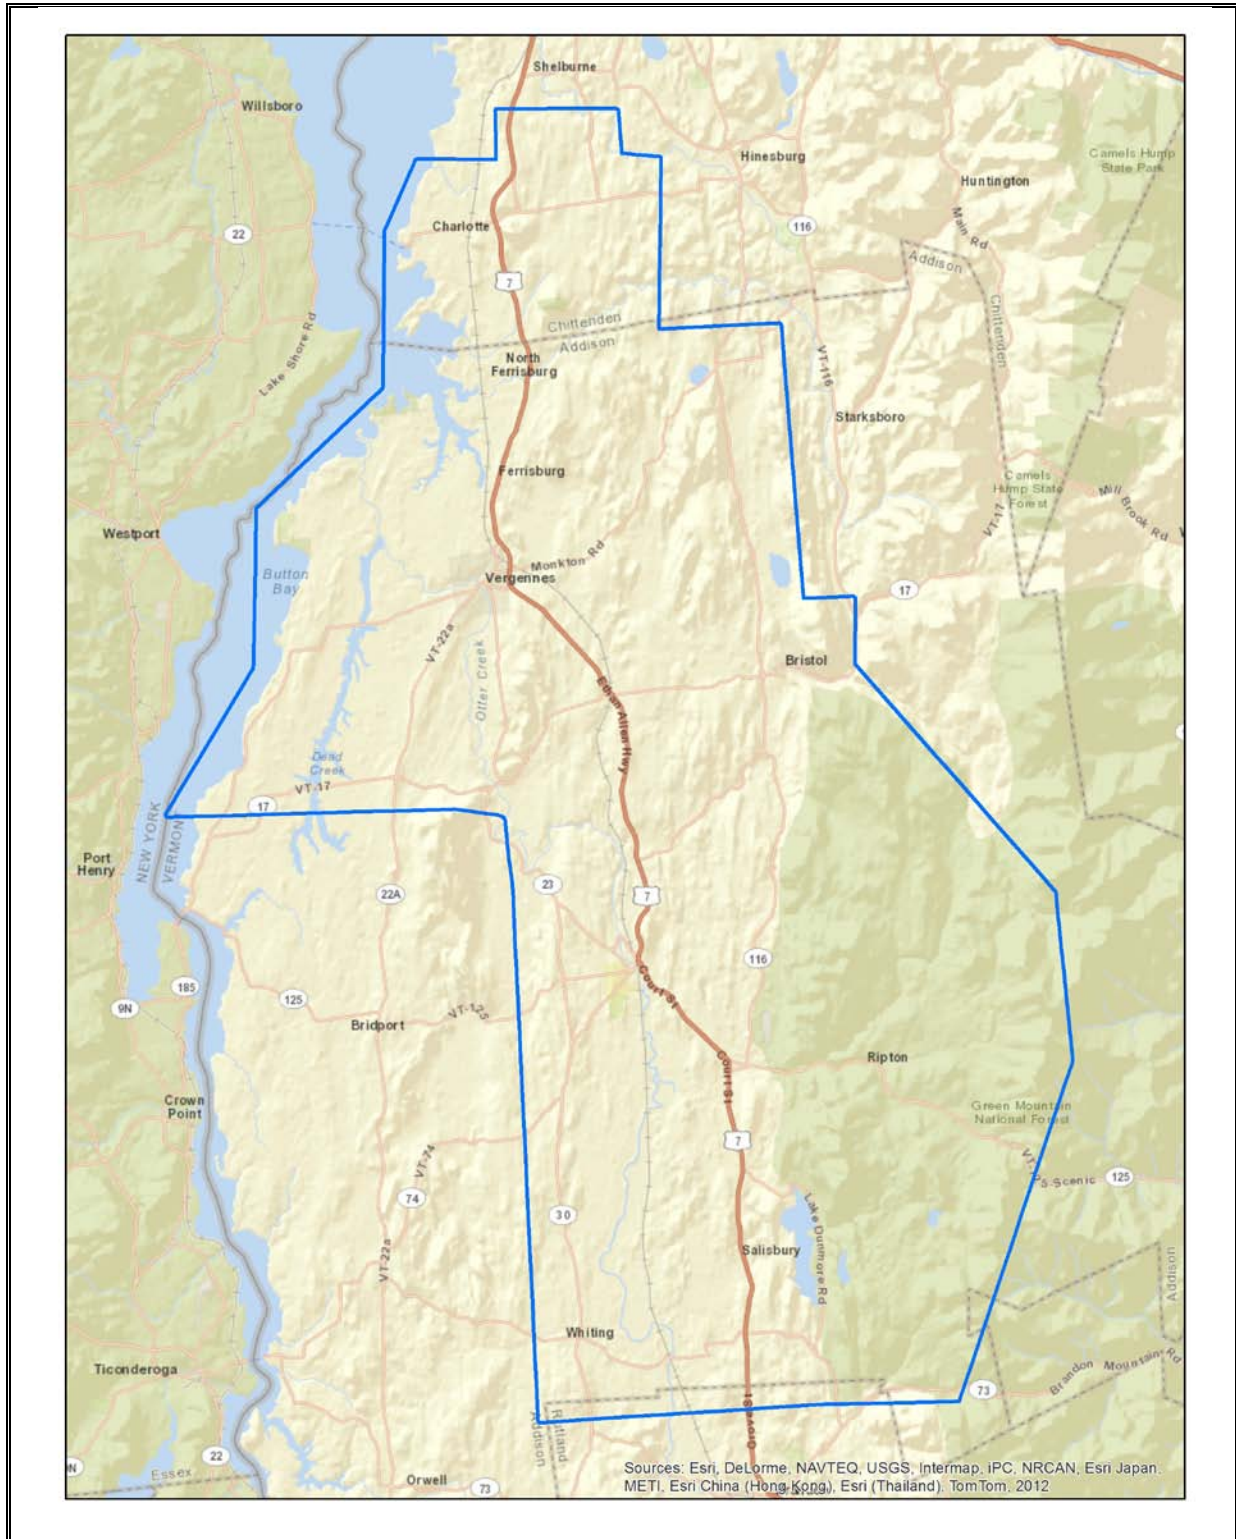 Shelburne
Willsboro
Hinesburg
Camels Hump
State Park
Huntington
22
Charlotte
116
Main Rd
Addison
7
Chittenden
Chittenden
Addison
Lake Shore Rd
North
Ferrisburg
VT-116
Starksboro
Ferrisburg
Camels
Hump State
Forest
Mill Brook Rd
VT-17
Westport
Button
Bay
Monkton Rd
Vergennes
17
VT-22a
Otter Creek
Bristol
Ethan Allen Hwy
Dead
Creek
VT-17
17
NEW YORK
VERMONT
Port
Henry
22A
23
7
116
Court St
185
9N
125
Bridport
VT-125
Court St
Ripton
Crown
Point
Green Mountain
National Forest
7
VT-74
74
Scenic
125
30
Lake Dunmore Rd
Salisbury
VT-22a
Addison
Whiting
Ticonderoga
Brandon Mountain Rd
73
Rutland
Addison
22
Essex
Orwell
73
Sources: Esri, DeLorme, NAVTEQ, USGS, Intermap, iPC, NRCAN, Esri Japan,
METI, Esri China (Hong Kong), Esri (Thailand), TomTom, 2012